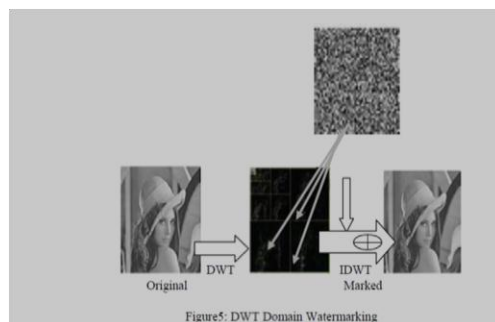 DWT
IDWT
Original
Marked
Figure5: DWT Domain Watermarking